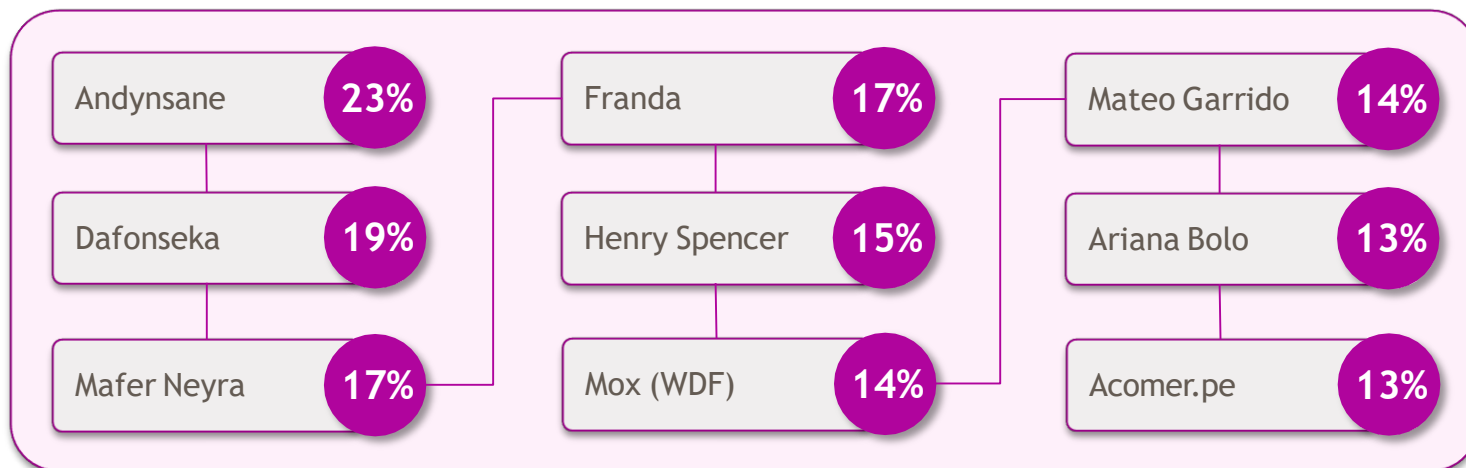 Andynsane 23%
Dafonseka 19%
Mafer Neyra 17%
Franda 17%
Henry Spencer 15%
Mox (WDF) 14%
Mateo Garrido 14%
Ariana Bolo 13%
Acomer.pe 13%